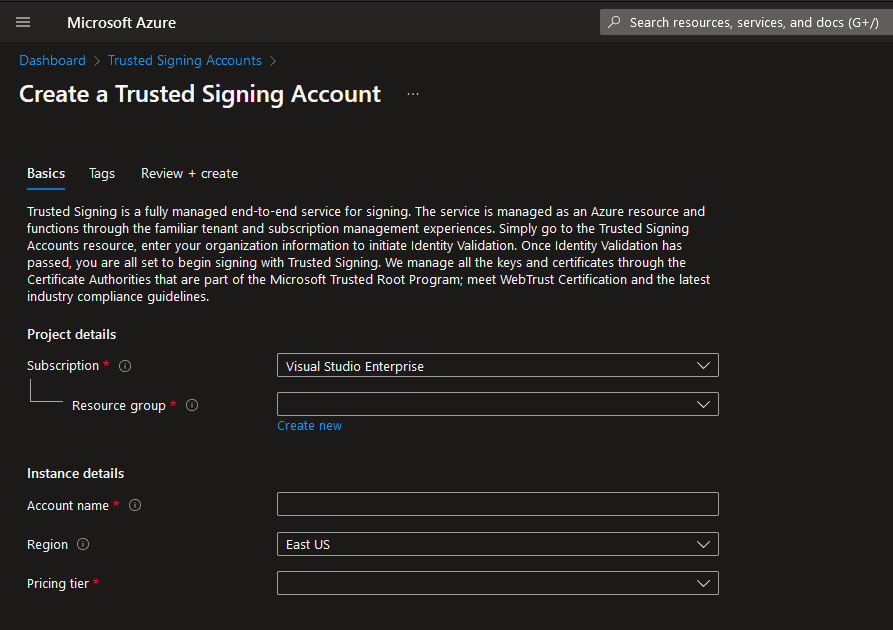 Microsoft Azure
Search resources, services, and docs (G+/)
Dashboard > Trusted Signing Accounts >
Create a Trusted Signing Account ...
Basics Tags Review + create
Trusted Signing is a fully managed end-to-end service for signing. The service is managed as an Azure resource and
functions through the familiar tenant and subscription management experiences. Simply go to the Trusted Signing
Accounts resource, enter your organization information to initiate Identity Validation. Once Identity Validation has
passed, you are all set to begin signing with Trusted Signing. We manage all the keys and certificates through the
Certificate Authorities that are part of the Microsoft Trusted Root Program; meet WebTrust Certification and the latest
industry compliance guidelines.
Project details
Subscription * Visual Studio Enterprise
Resource group *
Create new
Instance details
Account name *
Region East US
Pricing tier *